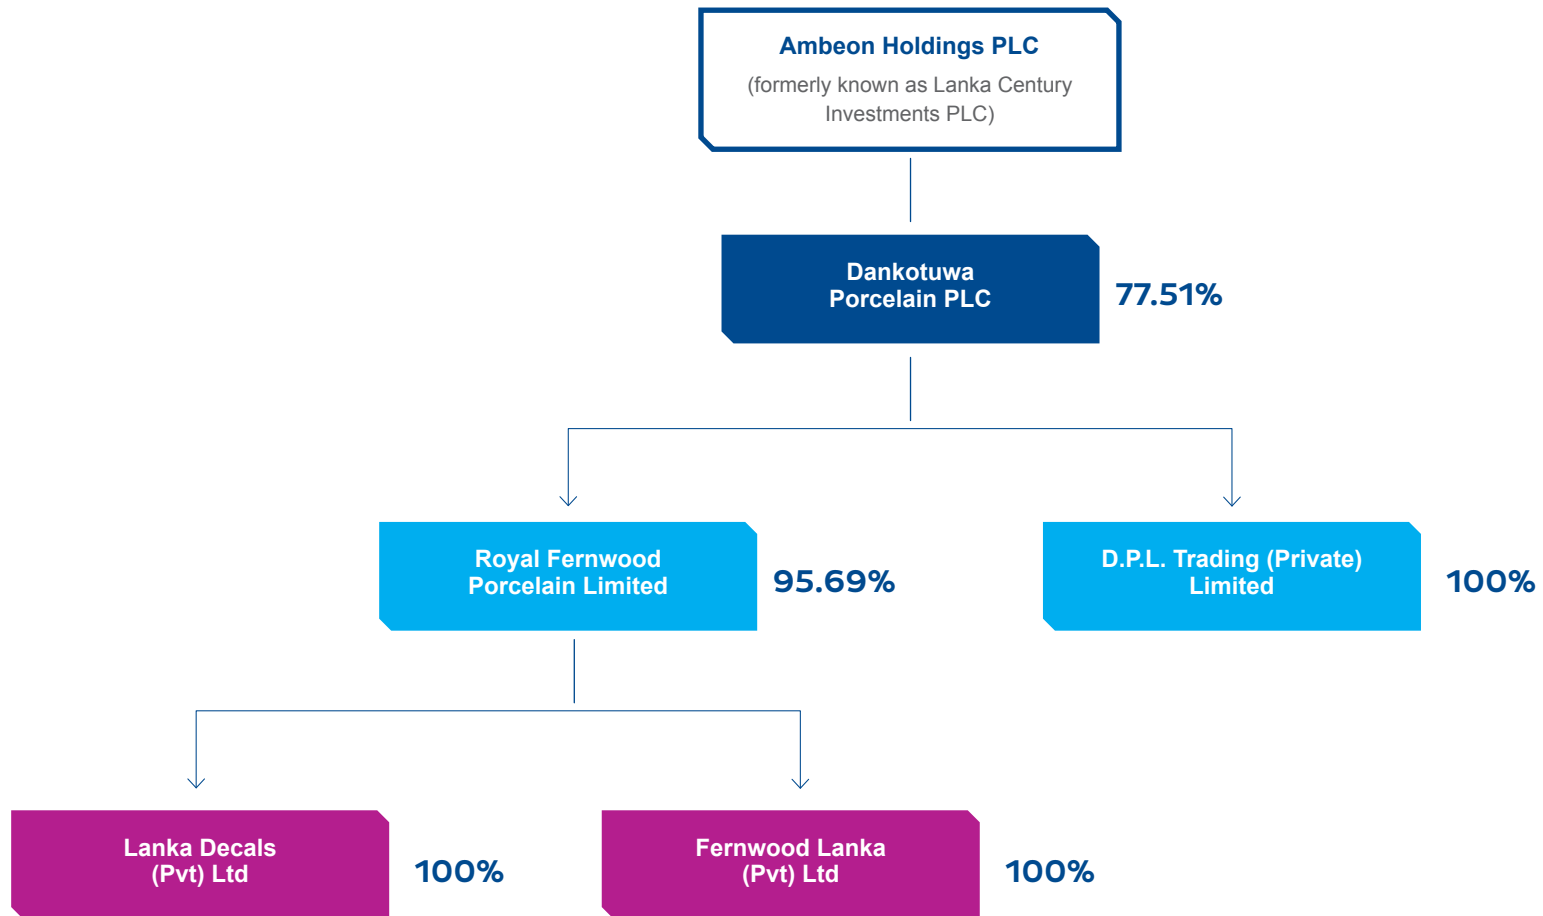 Ambeon Holdings PLC
(formerly known as Lanka Century
Investments PLC)
Dankotuwa
Porcelain PLC
77.51%
Royal Fernwood
Porcelain Limited
95.69%
D.P.L. Trading (Private)
Limited
100%
Lanka Decals
(Pvt) Ltd
100%
Fernwood Lanka
(Pvt) Ltd
100%